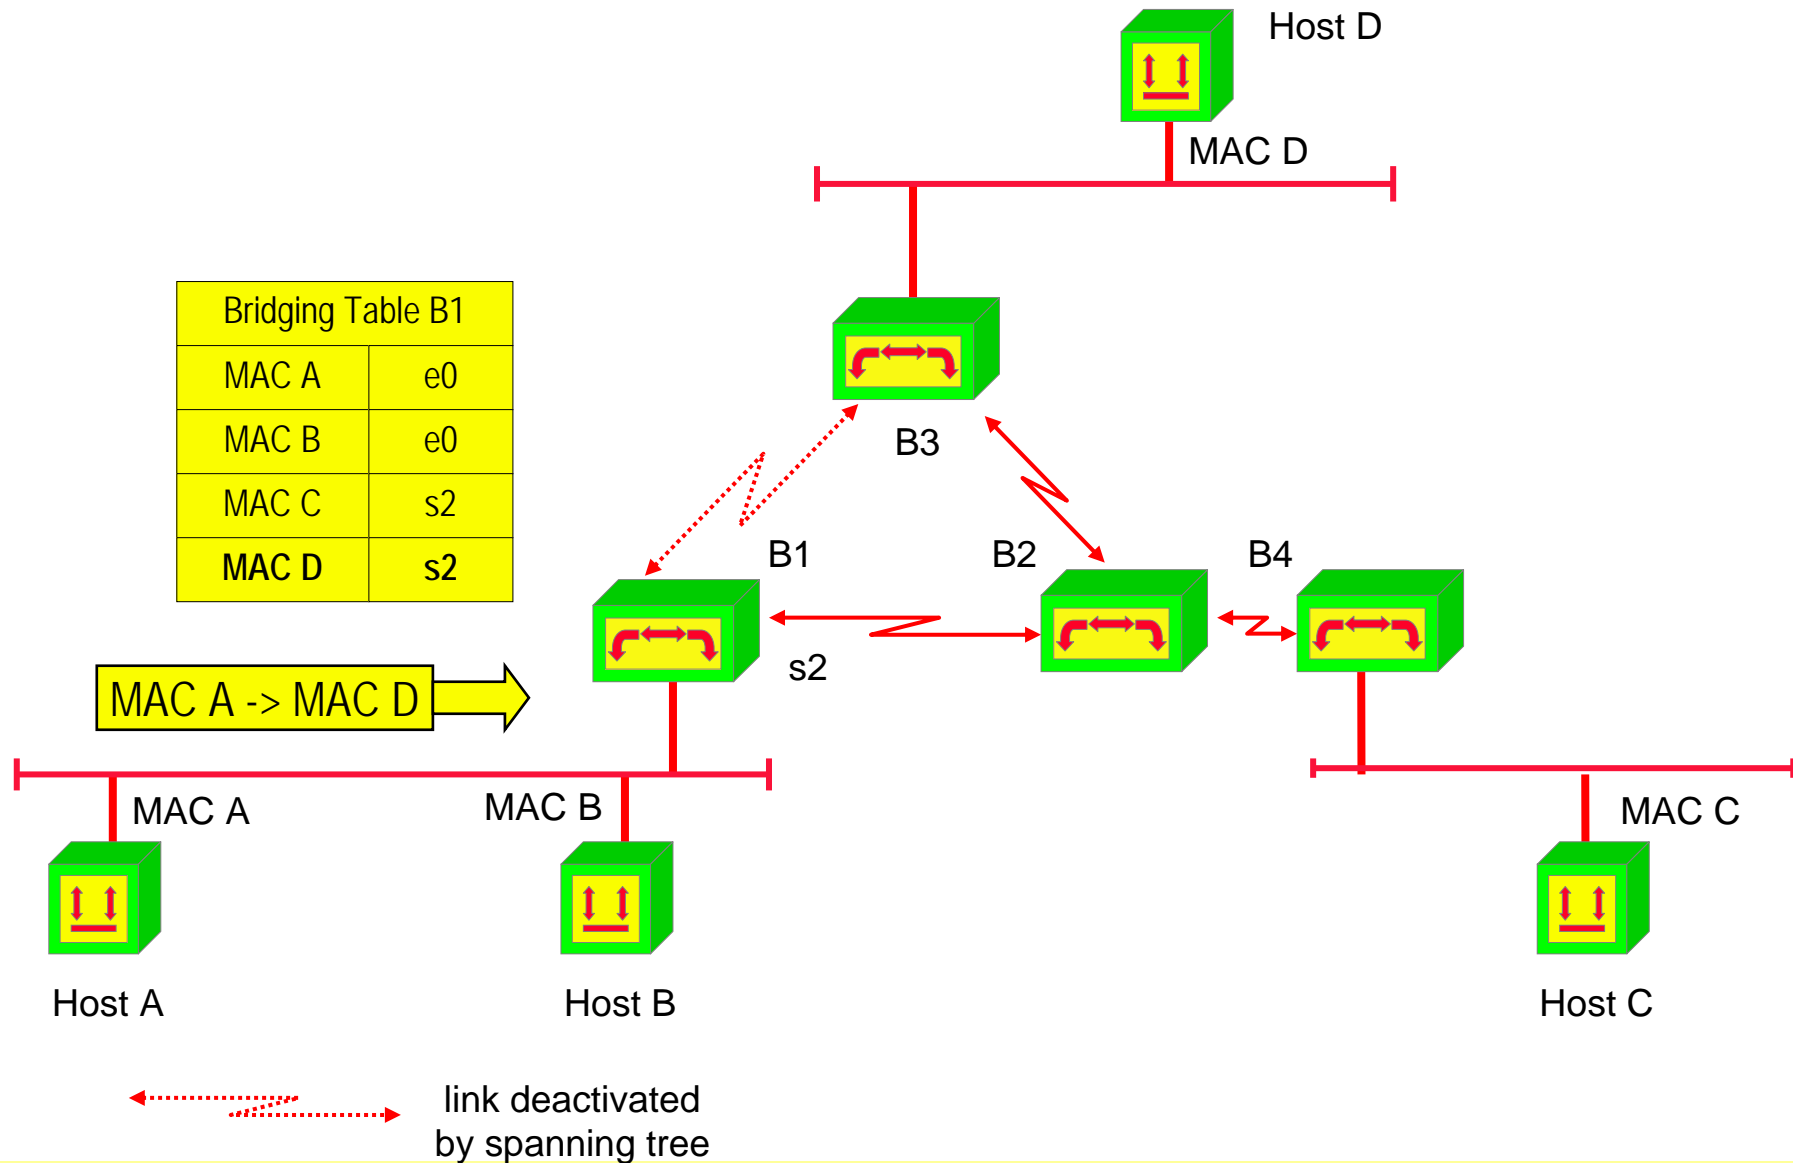 Host D
MAC D
Bridging Table B1
MAC A e0
MAC B e0
MAC C s2
MAC D s2
B3
B1
B2
B4
s2
MAC A -> MAC D
MAC A
MAC B
MAC C
Host A
Host B
Host C
link deactivated
by spanning tree